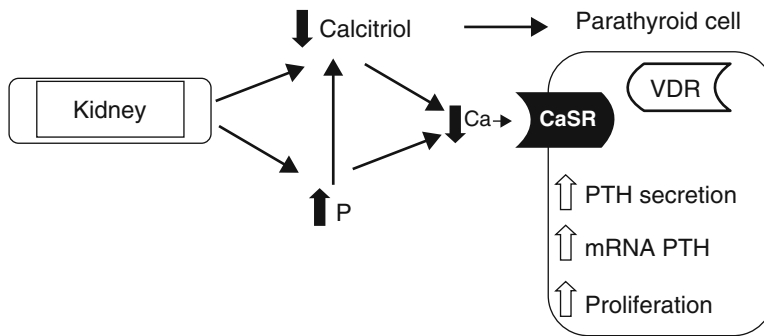 Calcitriol
Parathyroid cell
Kidney
VDR
Ca
CaSR
P
PTH secretion
mRNA PTH
Proliferation